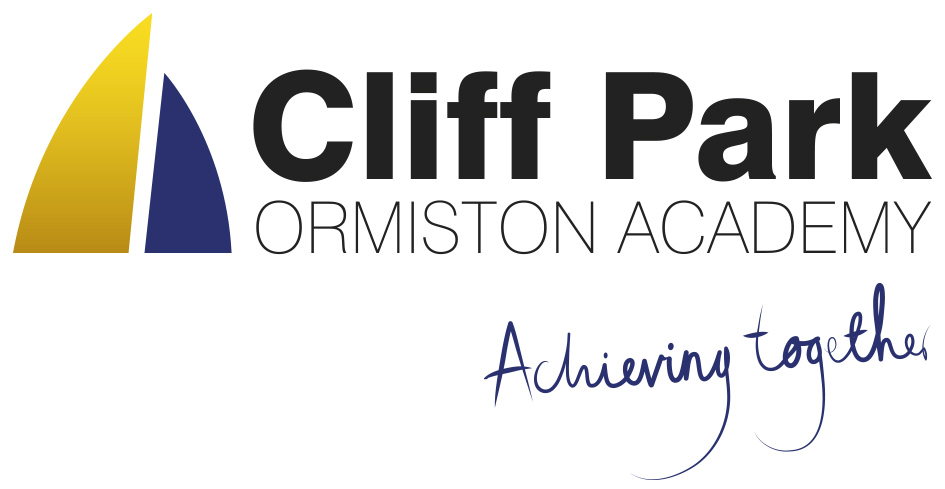 Cliff Park
ORMISTON ACADEMY
Achieving together